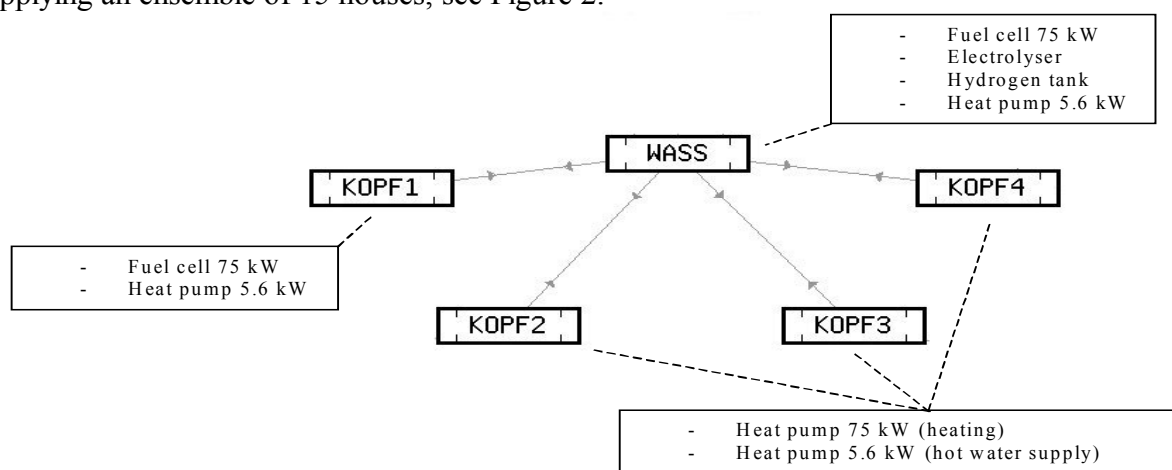 pplying an ensemble of 15 houses, see Figure 2.
- Fuel cell 75 kW
- Electrolyser
- Hydrogen tank
- Heat pump 5.6 kW
WASS
KOPF1
KOPF4
- Fuel cell 75 kW
- Heat pump 5.6 kW
KOPF2
KOPF3
- Heat pump 75 kW (heating)
- Heat pump 5.6 kW (hot water supply)